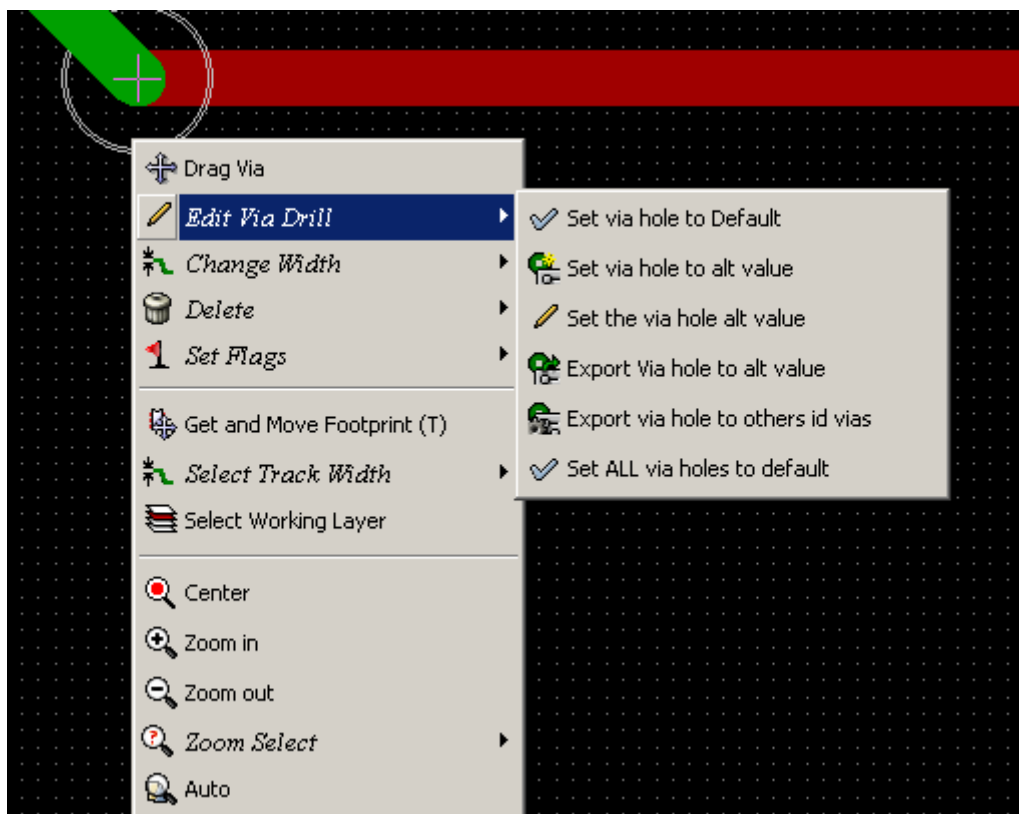 Drag Via
Edit Via Drill
Change Width
Delete
Set Flags
Get and Move Footprint (T)
Select Track Width
Select Working Layer
Center
Zoom in
Zoom out
Zoom Select
Auto
Set via hole to Default
Set via hole to alt value
Set the via hole alt value
Export Via hole to alt value
Export via hole to others id vias
Set ALL via holes to default